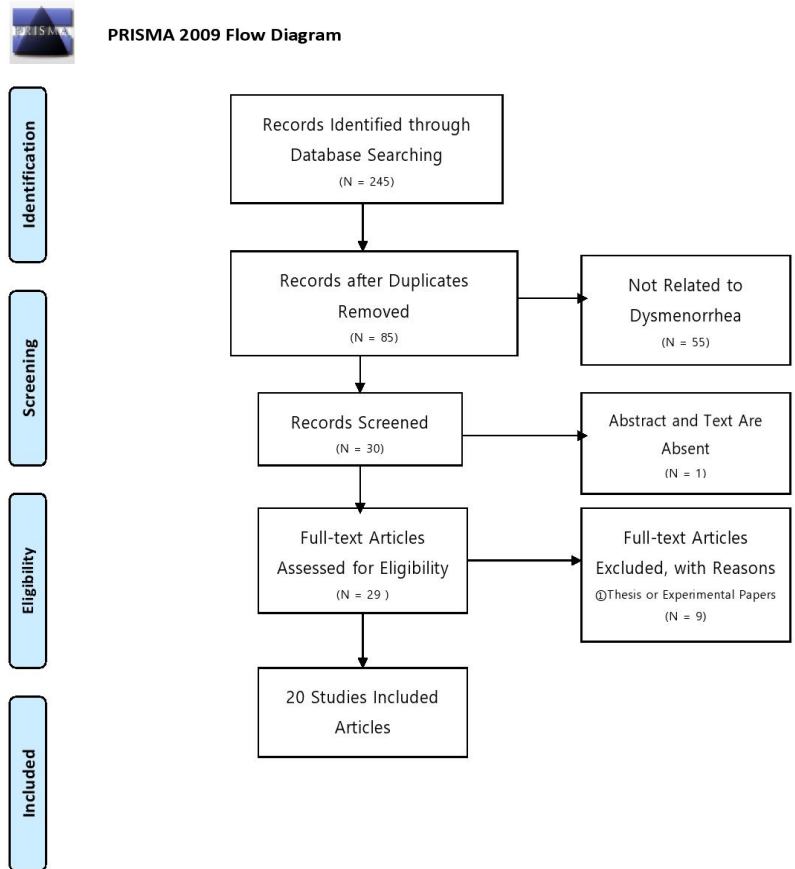 PRISMA
PRISMA 2009 Flow Diagram
Identification
Records Identified through
Database Searching
(N = 245)
Records after Duplicates
Removed
(N = 85)
Not Related to
Dysmenorrhea
(N = 55)
Screening
Records Screened
(N = 30)
Abstract and Text Are
Absent
(N = 1)
Eligibility
Full-text Articles
Assessed for Eligibility
(N = 29 )
Full-text Articles
Excluded, with Reasons
①Thesis or Experimental Papers
(N = 9)
Included
20 Studies Included
Articles